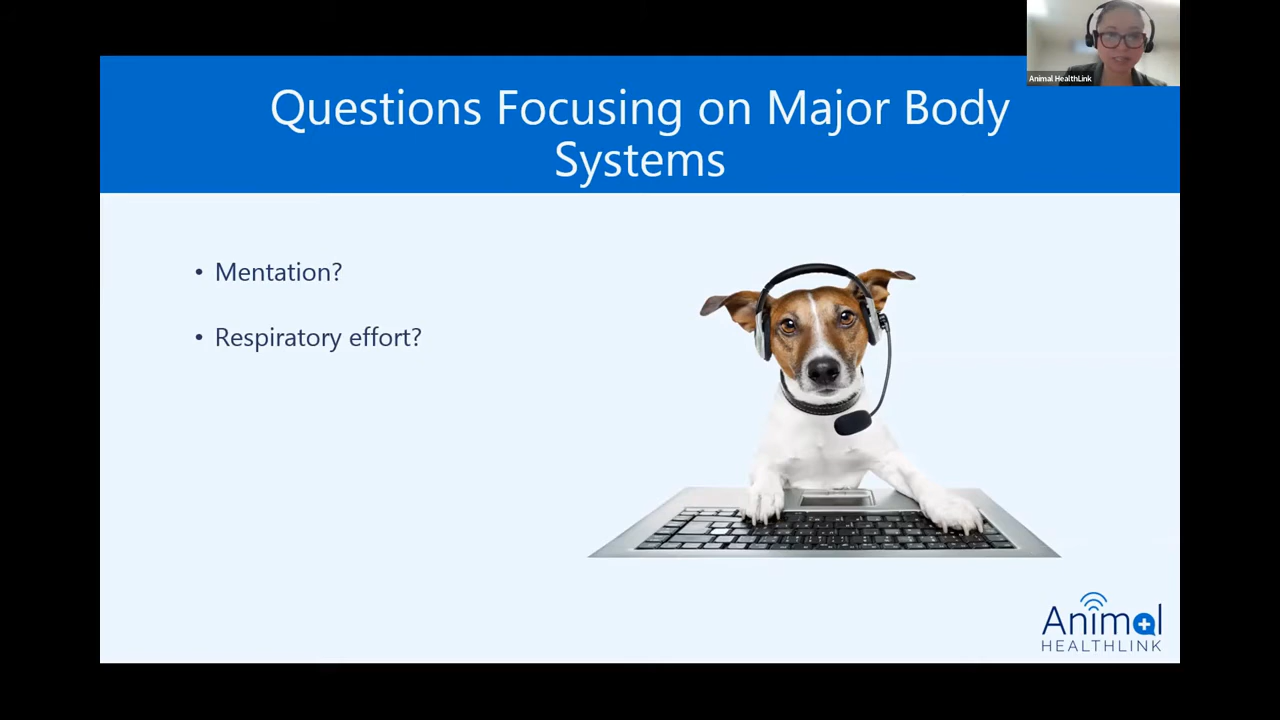 Animal HealthLink
Questions Focusing on Major Body
Systems
• Mentation?
• Respiratory effort?
Animal
HEALTHLINK